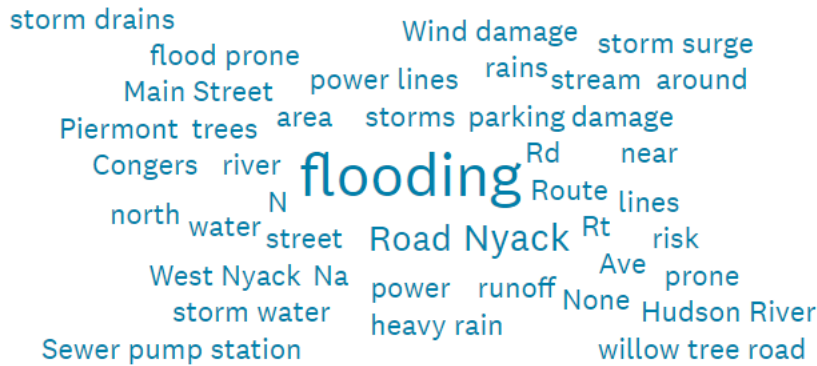 storm drains
Wind damage
storm surge
flood prone
power lines
rains
stream
around
Main Street
area
storms
parking
damage
Piermont
trees
Congers
river
flooding
Rd
near
N
Route
lines
north
water
street
Road
Nyack
Rt
risk
West Nyack
Na
power
runoff
Ave
prone
None
storm water
heavy rain
Hudson River
Sewer pump station
willow tree road